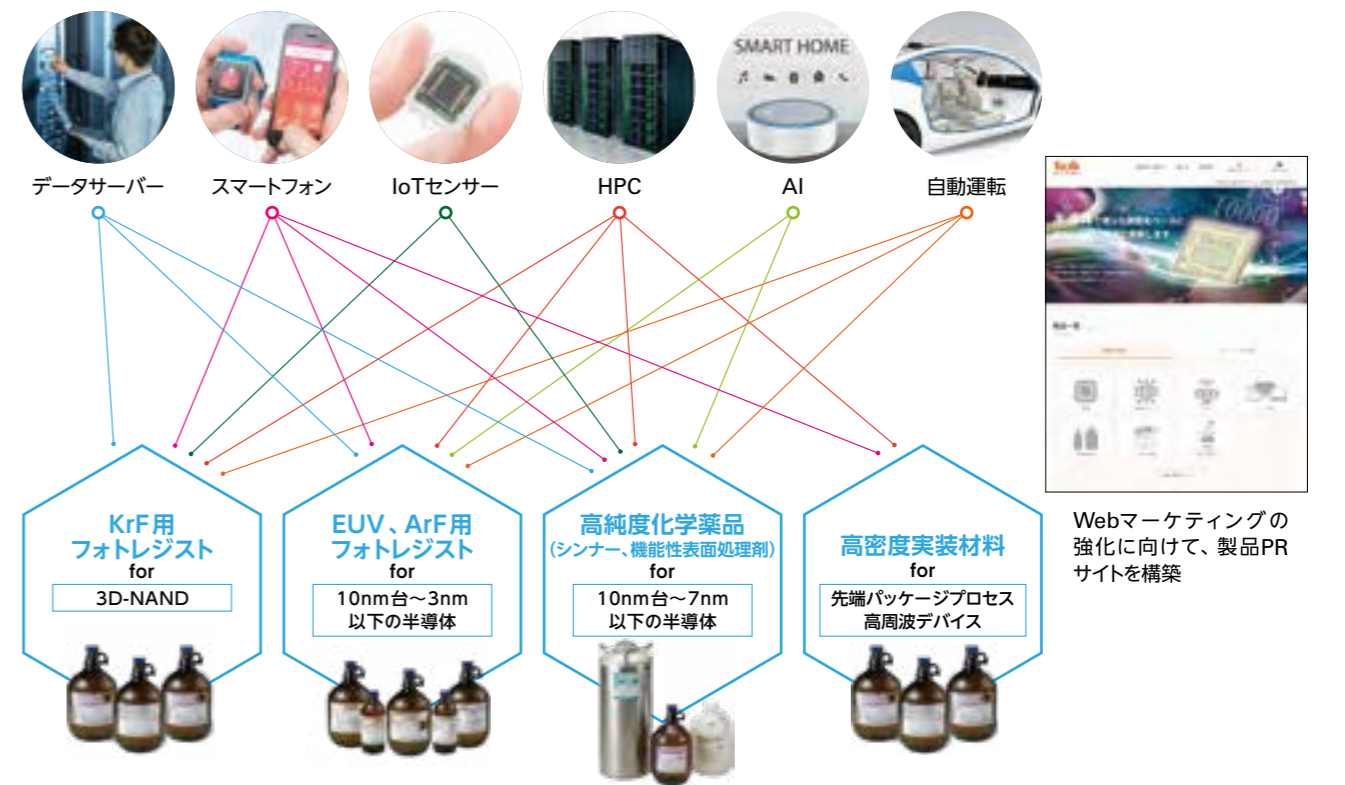 SMART HOME
データサーバー
スマートフォン
IoTセンサー
HPC
AI
自動運転
KrF用
フォトレジスト
for
3D-NAND
EUV、ArF用
フォトレジスト
for
10nm台～3nm
以下の半導体
高純度化学薬品
(シンナー、機能性表面処理剤)
for
10nm台～7nm
以下の半導体
高密度実装材料
for
先端パッケージプロセス
高周波デバイス
Webマーケティングの
強化に向けて、製品PR
サイトを構築